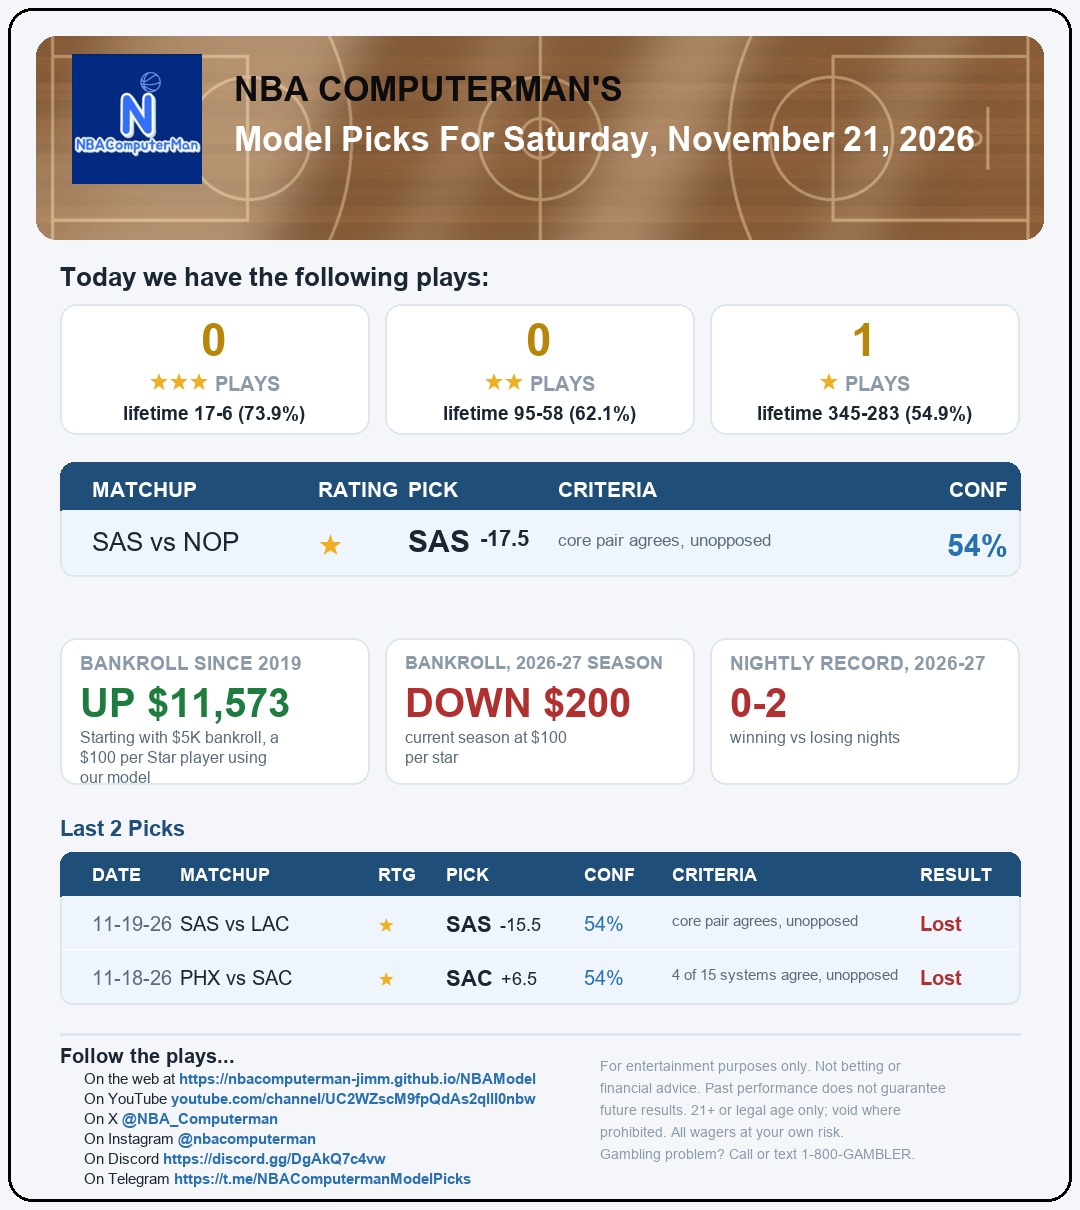 NBAComputerMan
NBA COMPUTERMAN'S
Model Picks For Saturday, November 21, 2026
Today we have the following plays:
0
★★★ PLAYS
lifetime 17-6 (73.9%)
0
★★ PLAYS
lifetime 95-58 (62.1%)
1
★ PLAYS
lifetime 345-283 (54.9%)
MATCHUP RATING PICK CRITERIA CONF
SAS vs NOP ★ SAS -17.5 core pair agrees, unopposed 54%
BANKROLL SINCE 2019
UP $11,573
Starting with $5K bankroll, a
$100 per Star player using
our model
BANKROLL, 2026-27 SEASON
DOWN $200
current season at $100
per star
NIGHTLY RECORD, 2026-27
0-2
winning vs losing nights
Last 2 Picks
DATE MATCHUP RTG PICK CONF CRITERIA RESULT
11-19-26 SAS vs LAC ★ SAS -15.5 54% core pair agrees, unopposed Lost
11-18-26 PHX vs SAC ★ SAC +6.5 54% 4 of 15 systems agree, unopposed Lost
Follow the plays...
On the web at https://nbacomputerman-jimm.github.io/NBAModel
On YouTube youtube.com/channel/UC2WZscM9fpQdAs2qlll0nbw
On X @NBA_Computerman
On Instagram @nbacomputerman
On Discord https://discord.gg/DgAkQ7c4vw
On Telegram https://t.me/NBAComputermanModelPicks
For entertainment purposes only. Not betting or
financial advice. Past performance does not guarantee
future results. 21+ or legal age only; void where
prohibited. All wagers at your own risk.
Gambling problem? Call or text 1-800-GAMBLER.